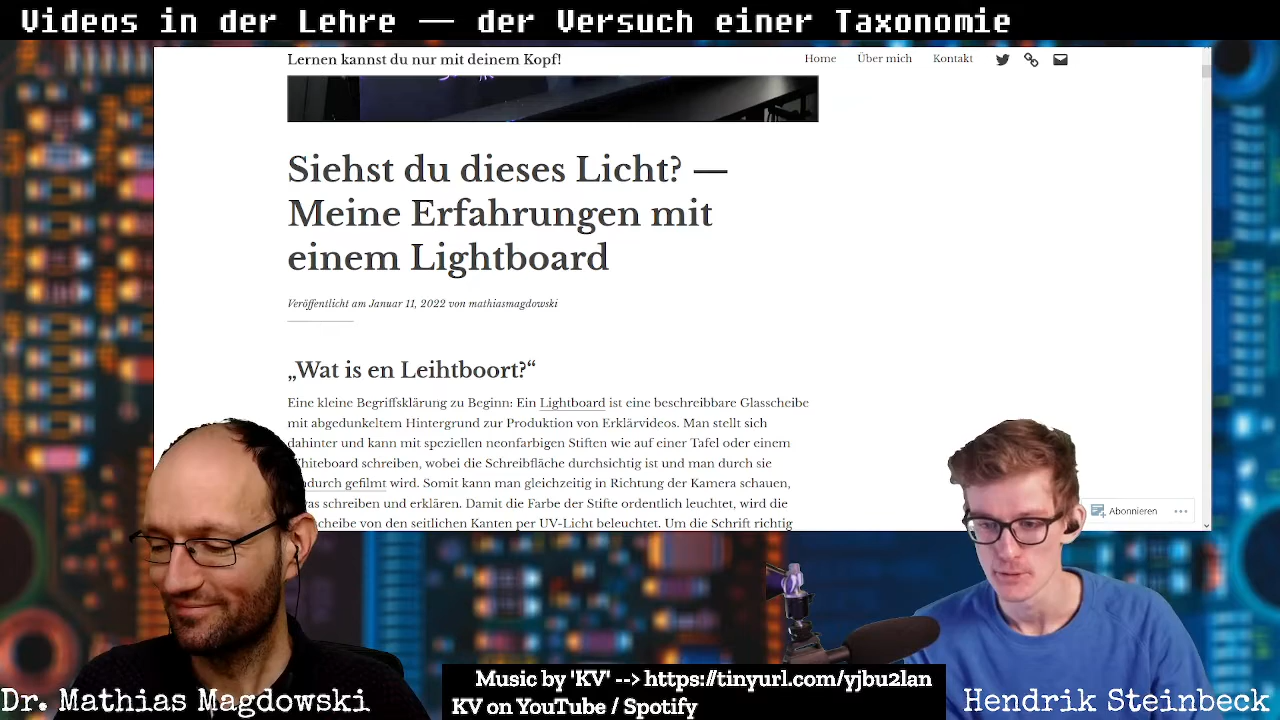 Videos in der Lehre — der Versuch einer Taxonomie
Lernen kannst du nur mit deinem Kopf!
Home Über mich Kontakt
Siehst du dieses Licht? —
Meine Erfahrungen mit
einem Lightboard
Veröffentlicht am Januar 11, 2022 von mathiasmagdowski
„Wat is en Leihtboort?“
Eine kleine Begriffsklärung zu Beginn: Ein Lightboard ist eine beschreibbare Glasscheibe
mit abgedunkeltem Hintergrund zur Produktion von Erklärvideos. Man stellt sich
dahinter und kann mit speziellen neonfarbigen Stiften wie auf einer Tafel oder einem
hiteboard schreiben, wobei die Schreibfläche durchsichtig ist und man durch sie
durch gefilmt wird. Somit kann man gleichzeitig in Richtung der Kamera schauen,
as schreiben und erklären. Damit die Farbe der Stifte ordentlich leuchtet, wird die
scheibe von den seitlichen Kanten per UV-Licht beleuchtet. Um die Schrift richtig
Abonnieren
Music by 'KV' --> https://tinyurl.com/yjbu2lan
KV on YouTube / Spotify
Dr. Mathias Magdowski
Hendrik Steinbeck